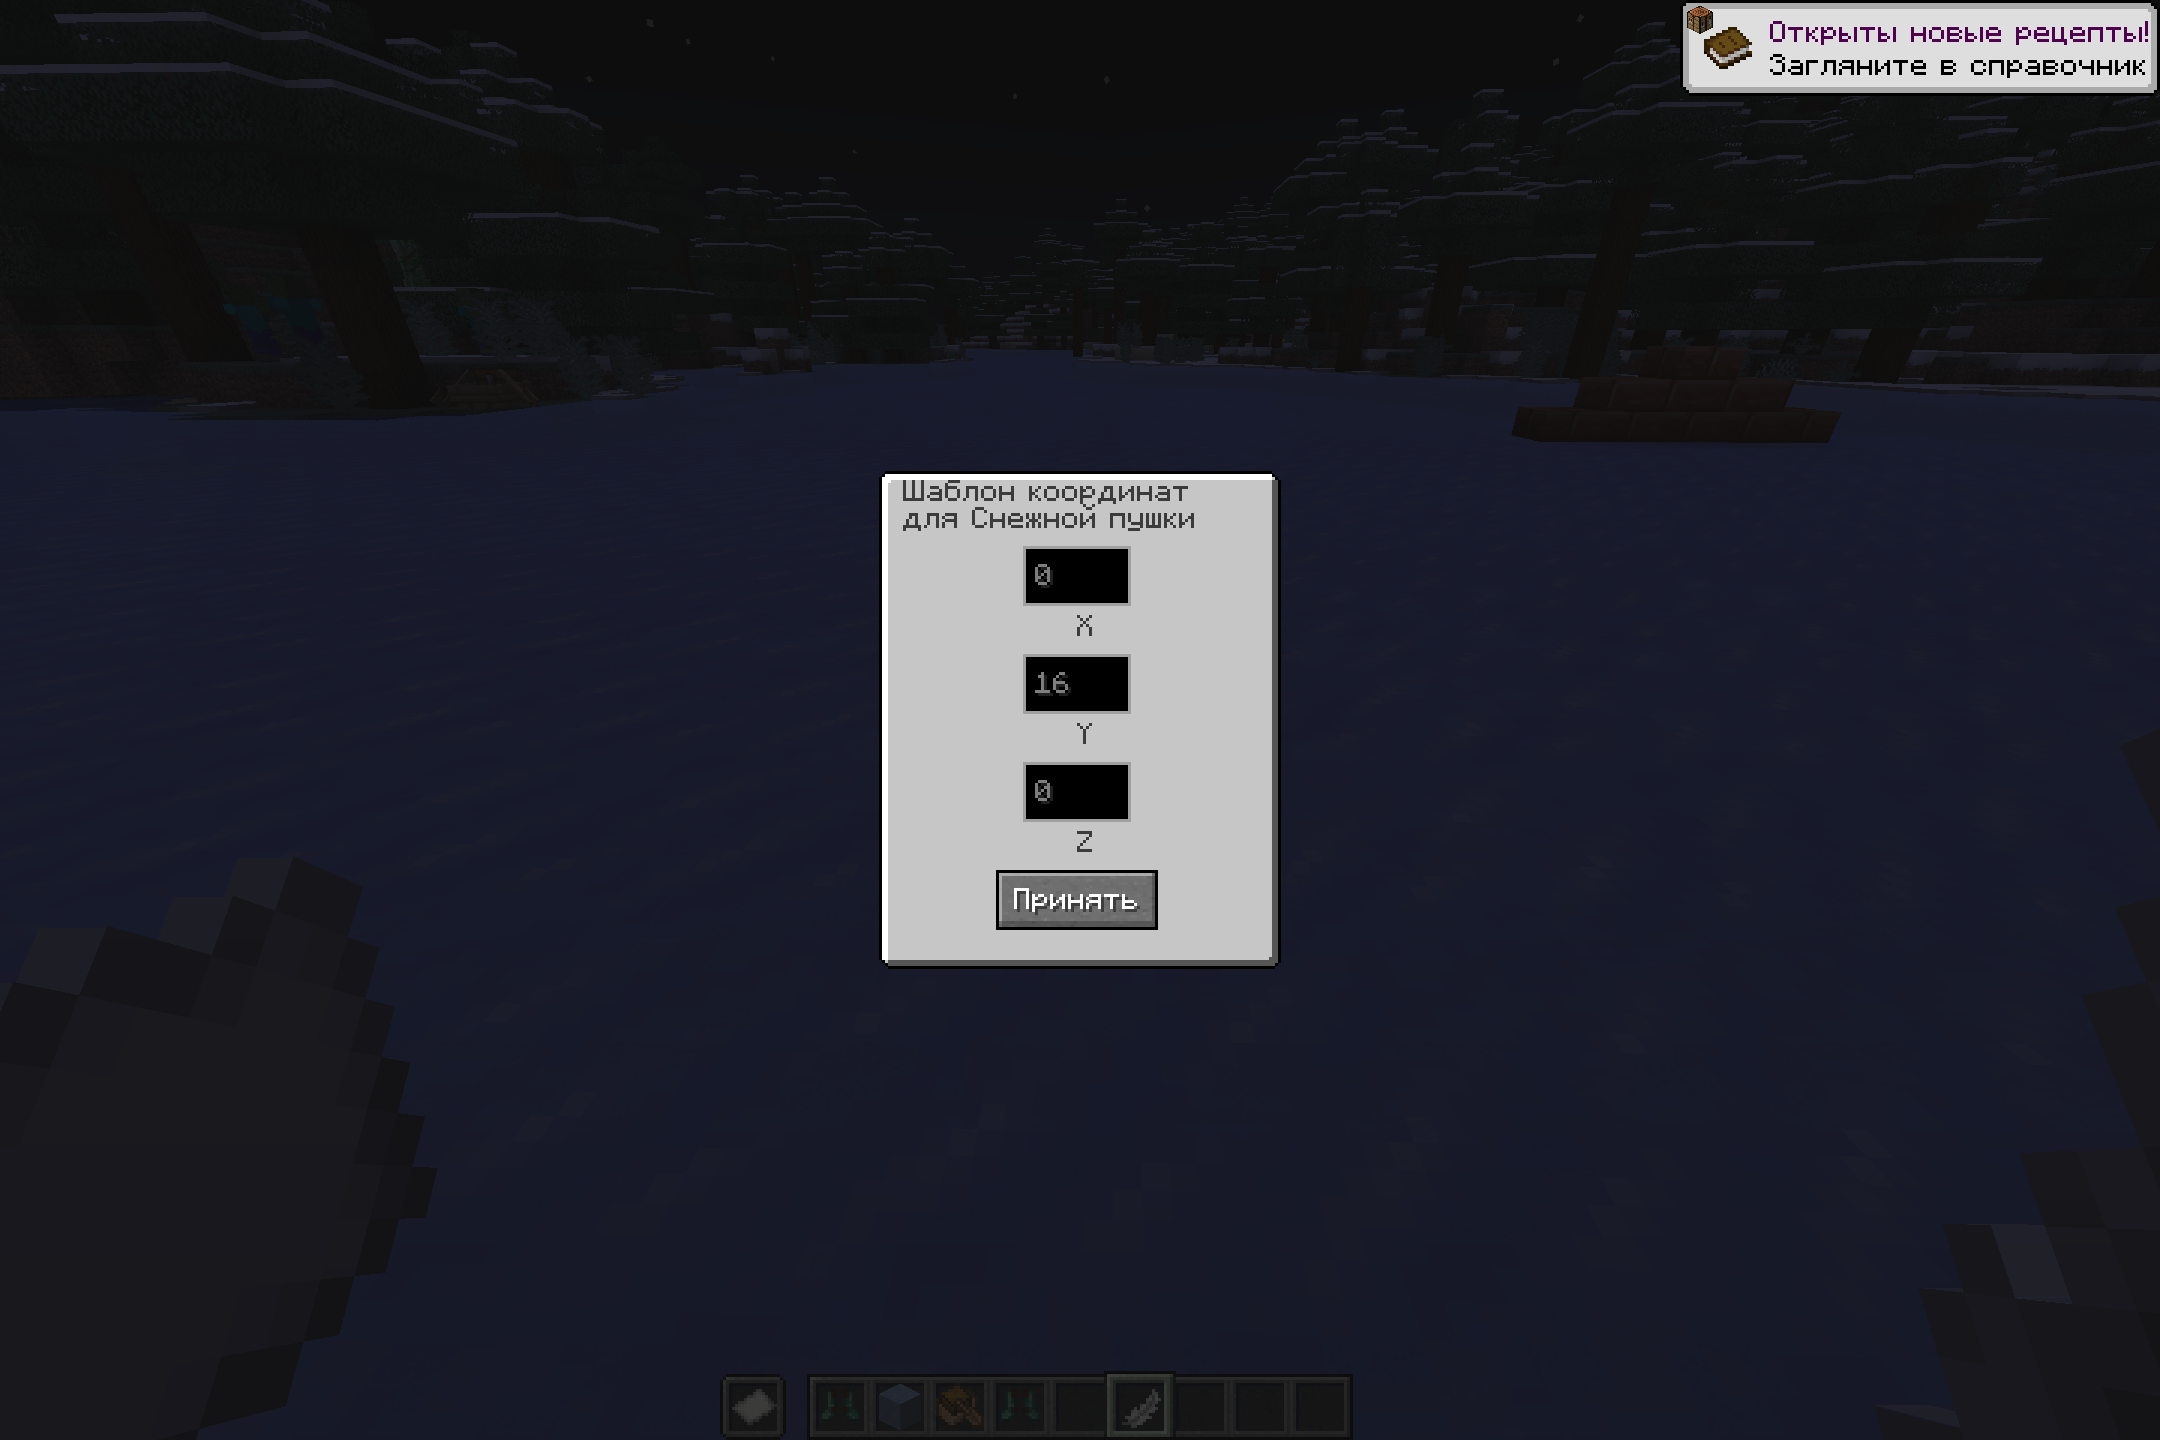 Открыты новые рецепты!
Загляните в справочник
Шаблон координат
для Снежной пушки
0
X
16
Y
0
Z
Принять